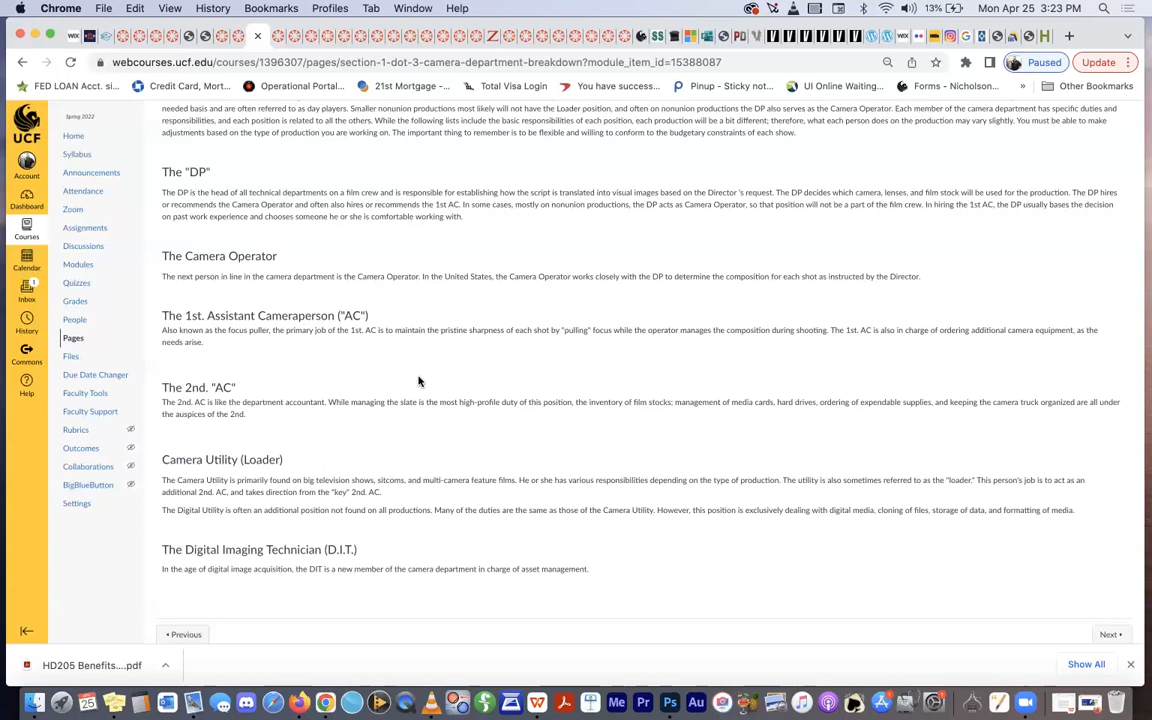 Chrome File Edit View History Bookmarks Profiles Tab Window Help 13% Mon Apr 25 3:23 PM
webcourses.ucf.edu/courses/1396307/pages/section-1-dot-3-camera-department-breakdown?module_item_id=15388087 Paused Update
FED LOAN Acct. si... Credit Card, Mort... Operational Portal... 21st Mortgage -... Total Visa Login You have success... Pinup - Sticky not... UI Online Waiting... Forms - Nicholson... » Other Bookmarks
UCF
Account
Dashboard
Courses
Calendar
1
Inbox
History
Commons
Help
Spring 2022
Home
Syllabus
Announcements
Attendance
Zoom
Assignments
Discussions
Modules
Quizzes
Grades
People
Pages
Files
Due Date Changer
Faculty Tools
Faculty Support
Rubrics
Outcomes
Collaborations
BigBlueButton
Settings
needed basis and are often referred to as day players. Smaller nonunion productions most likely will not have the Loader position, and often on nonunion productions the DP also serves as the Camera Operator. Each member of the camera department has specific duties and
responsibilities, and each position is related to all the others. While the following lists include the basic responsibilities of each position, each production will be a bit different; therefore, what each person does on the production may vary slightly. You must be able to make
adjustments based on the type of production you are working on. The important thing to remember is to be flexible and willing to conform to the budgetary constraints of each show.
The "DP"
The DP is the head of all technical departments on a film crew and is responsible for establishing how the script is translated into visual images based on the Director 's request. The DP decides which camera, lenses, and film stock will be used for the production. The DP hires
or recommends the Camera Operator and often also hires or recommends the 1st AC. In some cases, mostly on nonunion productions, the DP acts as Camera Operator, so that position will not be a part of the film crew. In hiring the 1st AC, the DP usually bases the decision
on past work experience and chooses someone he or she is comfortable working with.
The Camera Operator
The next person in line in the camera department is the Camera Operator. In the United States, the Camera Operator works closely with the DP to determine the composition for each shot as instructed by the Director.
The 1st. Assistant Cameraperson ("AC")
Also known as the focus puller, the primary job of the 1st. AC is to maintain the pristine sharpness of each shot by "pulling" focus while the operator manages the composition during shooting. The 1st. AC is also in charge of ordering additional camera equipment, as the
needs arise.
The 2nd. "AC"
The 2nd. AC is like the department accountant. While managing the slate is the most high-profile duty of this position, the inventory of film stocks; management of media cards, hard drives, ordering of expendable supplies, and keeping the camera truck organized are all under
the auspices of the 2nd.
Camera Utility (Loader)
The Camera Utility is primarily found on big television shows, sitcoms, and multi-camera feature films. He or she has various responsibilities depending on the type of production. The utility is also sometimes referred to as the "loader." This person's job is to act as an
additional 2nd. AC, and takes direction from the "key" 2nd. AC.
The Digital Utility is often an additional position not found on all productions. Many of the duties are the same as those of the Camera Utility. However, this position is exclusively dealing with digital media, cloning of files, storage of data, and formatting of media.
The Digital Imaging Technician (D.I.T.)
In the age of digital image acquisition, the DIT is a new member of the camera department in charge of asset management.
Previous
Next
HD205 Benefits....pdf Show All
Me Pr Ps Au